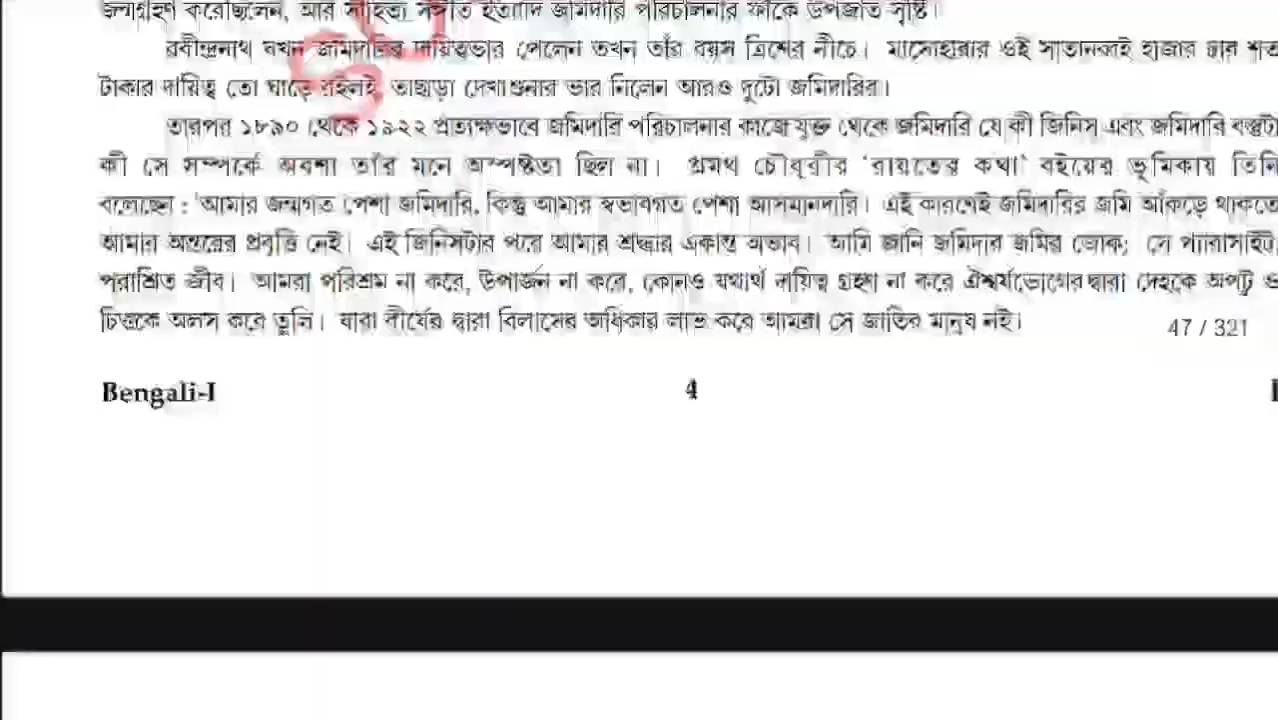 জন্মগ্রহণ করেছিলেন, আর সাহিত্য সঙ্গীত ইত্যাদি জমিদারি পরিচালনার ফাঁকে উপজাত সৃষ্টি।
রবীন্দ্রনাথ যখন জমিদারির দায়িত্বভার পেলেন তখন তাঁর বয়স ত্রিশের নীচে। মাসোহারার ওই সাতানব্বই হাজার চার শত
টাকার দায়িত্ব তো ঘাড়ে রইলই, তাছাড়া দেখাশুনার ভার নিলেন আরও দুটো জমিদারির।
তারপর ১৮৯০ থেকে ১৯২২ প্রত্যক্ষভাবে জমিদারি পরিচালনার কাজে যুক্ত থেকে জমিদারি যে কী জিনিস এবং জমিদারি বস্তুটা
কী সে সম্পর্কে অবশ্য তাঁর মনে অস্পষ্টতা ছিল না। প্রমথ চৌধুরীর 'রায়তের কথা' বইয়ের ভূমিকায় তিনি
বলেছেন : 'আমার জন্মগত পেশা জমিদারি, কিন্তু আমার স্বভাবগত পেশা আসমানদারি। এই কারণেই জমিদারির জমি আঁকড়ে থাকতে
আমার অন্তরের প্রবৃত্তি নেই। এই জিনিসটার পরে আমার শ্রদ্ধার একান্ত অভাব। আমি জানি জমিদার জমির জোঁক; সে প্যারাসাইট,
পরাশ্রিত জীব। আমরা পরিশ্রম না করে, উপার্জন না করে, কোনও যথার্থ দায়িত্ব গ্রহণ না করে ঐশ্বর্যভোগের দ্বারা দেহকে অপটু ও
চিত্তকে অলস করে তুলি। যারা বীর্যের দ্বারা বিলাসের অধিকার লাভ করে আমরা সে জাতির মানুষ নই।
47 / 321
Bengali-I 4